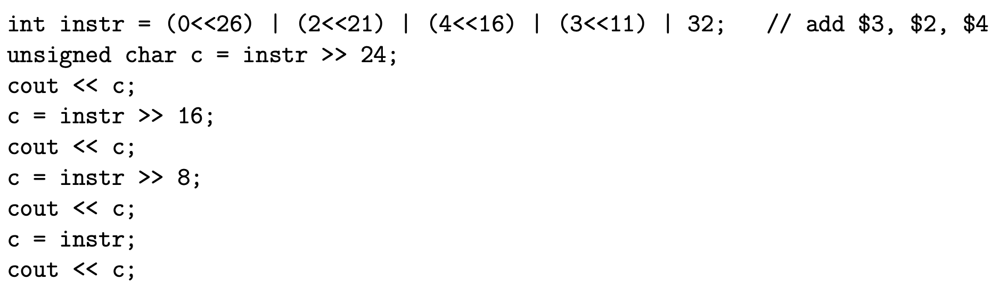 int instr = (0<<26) | (2<<21) | (4<<16) | (3<<11) | 32;   // add $3, $2, $4
unsigned char c = instr >> 24;
cout << c;
c = instr >> 16;
cout << c;
c = instr >> 8;
cout << c;
c = instr;
cout << c;